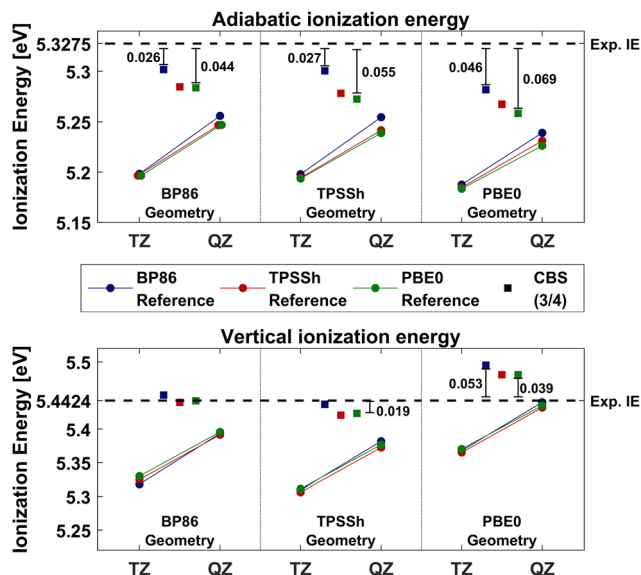 Adiabatic ionization energy
Ionization Energy [eV]
5.3275
5.3
5.25
5.2
5.15
Exp. IE
0.026
0.044
0.027
0.055
0.046
0.069
BP86
Geometry
TPSSh
Geometry
PBE0
Geometry
TZ QZ TZ QZ TZ QZ
BP86 TPSSh PBE0 CBS
Reference Reference Reference (3/4)
Vertical ionization energy
Ionization Energy [eV]
5.5
5.4424
5.4
5.35
5.3
5.25
Exp. IE
0.019
0.053
0.039
BP86
Geometry
TPSSh
Geometry
PBE0
Geometry
TZ QZ TZ QZ TZ QZ